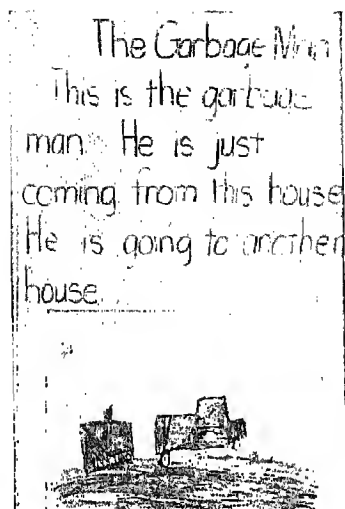 The Garbage Man
This is the garbage
man. He is just
coming from this house
He is going to another
house